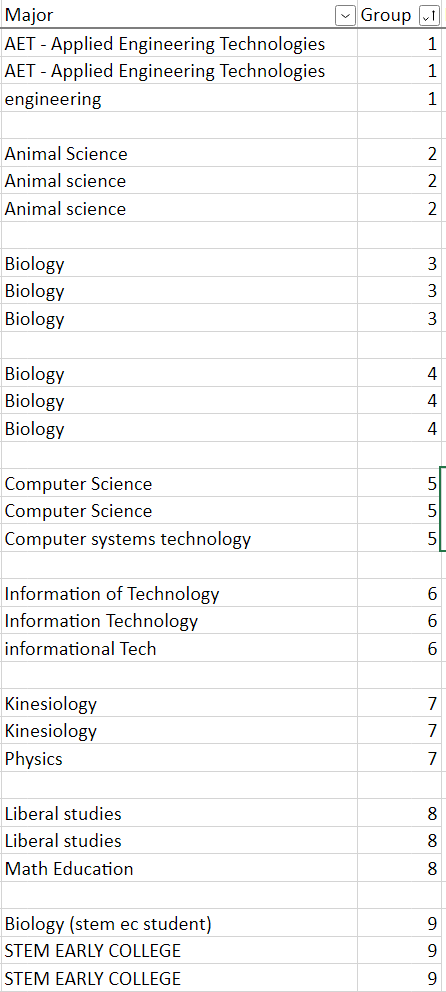 Major Group
AET - Applied Engineering Technologies 1
AET - Applied Engineering Technologies 1
engineering 1
Animal Science 2
Animal science 2
Animal science 2
Biology 3
Biology 3
Biology 3
Biology 4
Biology 4
Biology 4
Computer Science 5
Computer Science 5
Computer systems technology 5
Information of Technology 6
Information Technology 6
informational Tech 6
Kinesiology 7
Kinesiology 7
Physics 7
Liberal studies 8
Liberal studies 8
Math Education 8
Biology (stem ec student) 9
STEM EARLY COLLEGE 9
STEM EARLY COLLEGE 9